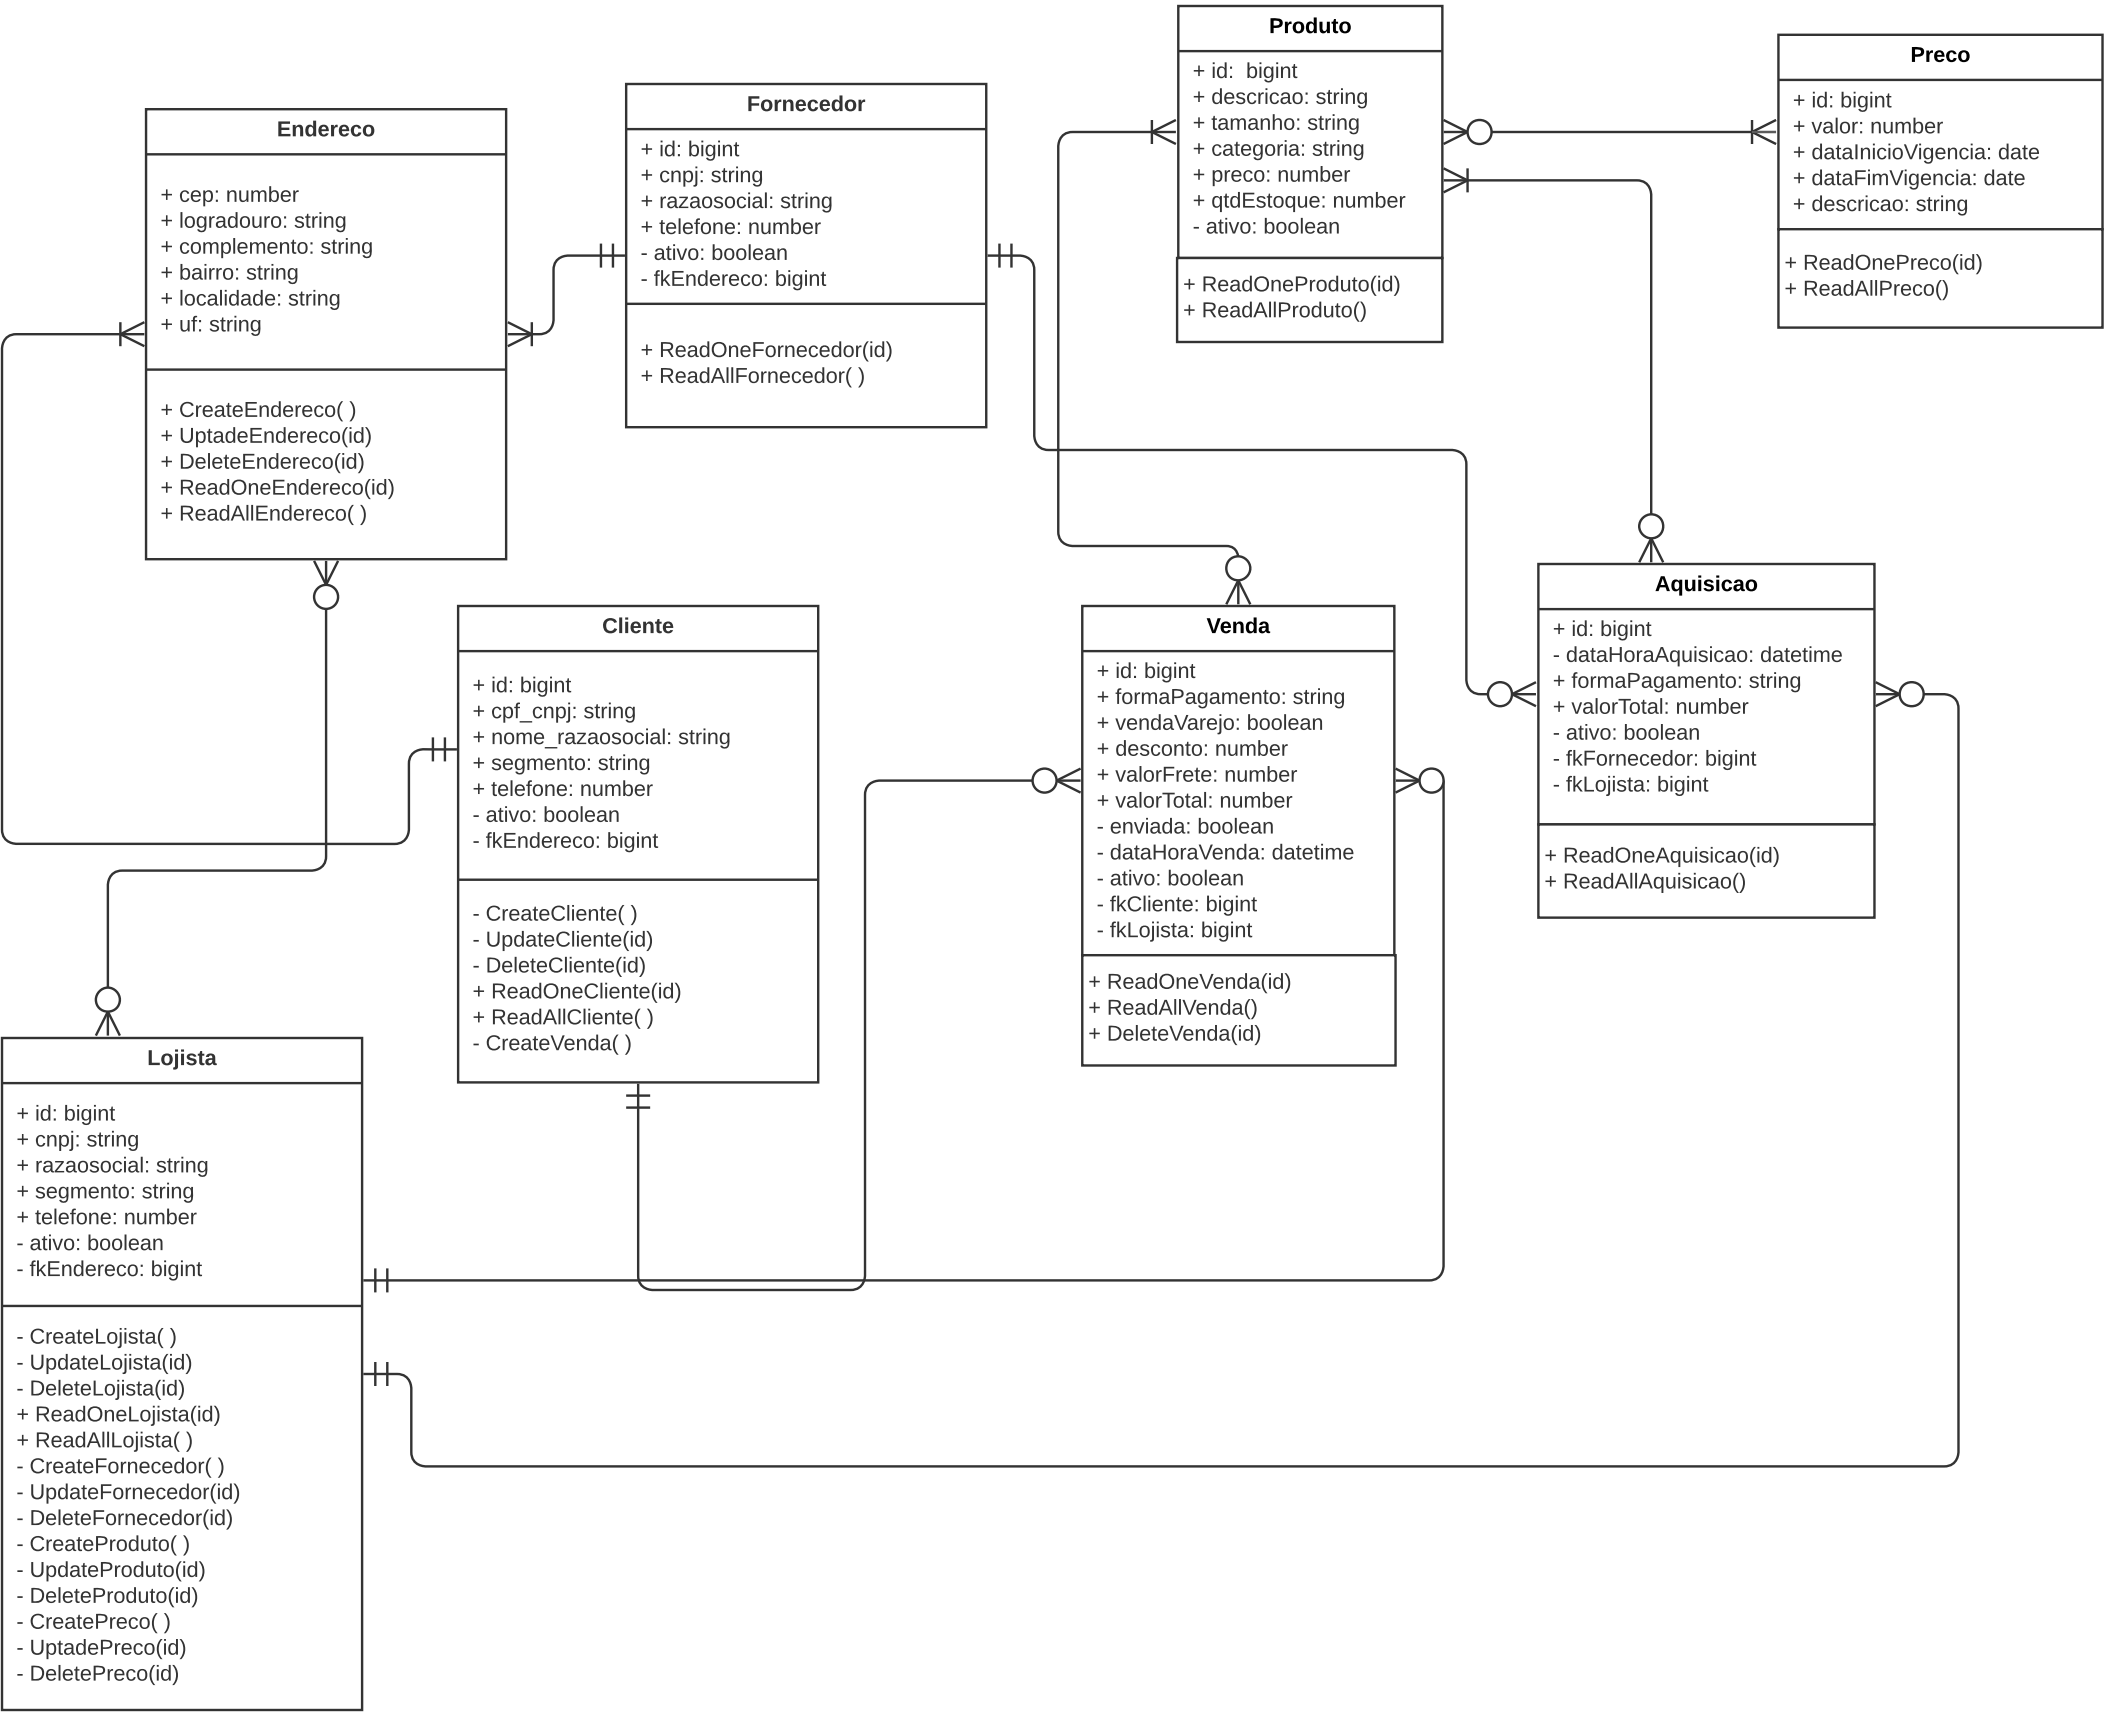 Produto
+ id:  bigint
+ descricao: string
+ tamanho: string
+ categoria: string
+ preco: number
+ qtdEstoque: number
- ativo: boolean
+ ReadOneProduto(id)
+ ReadAllProduto()
Preco
+ id: bigint
+ valor: number
+ dataInicioVigencia: date
+ dataFimVigencia: date
+ descricao: string
+ ReadOnePreco(id)
+ ReadAllPreco()
Fornecedor
+ id: bigint
+ cnpj: string
+ razaosocial: string
+ telefone: number
- ativo: boolean
- fkEndereco: bigint
+ ReadOneFornecedor(id)
+ ReadAllFornecedor( )
Endereco
+ cep: number
+ logradouro: string
+ complemento: string
+ bairro: string
+ localidade: string
+ uf: string
+ CreateEndereco( )
+ UptadeEndereco(id)
+ DeleteEndereco(id)
+ ReadOneEndereco(id)
+ ReadAllEndereco( )
Cliente
+ id: bigint
+ cpf_cnpj: string
+ nome_razaosocial: string
+ segmento: string
+ telefone: number
- ativo: boolean
- fkEndereco: bigint
- CreateCliente( )
- UpdateCliente(id)
- DeleteCliente(id)
+ ReadOneCliente(id)
+ ReadAllCliente( )
- CreateVenda( )
Venda
+ id: bigint
+ formaPagamento: string
+ vendaVarejo: boolean
+ desconto: number
+ valorFrete: number
+ valorTotal: number
- enviada: boolean
- dataHoraVenda: datetime
- ativo: boolean
- fkCliente: bigint
- fkLojista: bigint
+ ReadOneVenda(id)
+ ReadAllVenda()
+ DeleteVenda(id)
Aquisicao
+ id: bigint
- dataHoraAquisicao: datetime
+ formaPagamento: string
+ valorTotal: number
- ativo: boolean
- fkFornecedor: bigint
- fkLojista: bigint
+ ReadOneAquisicao(id)
+ ReadAllAquisicao()
Lojista
+ id: bigint
+ cnpj: string
+ razaosocial: string
+ segmento: string
+ telefone: number
- ativo: boolean
- fkEndereco: bigint
- CreateLojista( )
- UpdateLojista(id)
- DeleteLojista(id)
+ ReadOneLojista(id)
+ ReadAllLojista( )
- CreateFornecedor( )
- UpdateFornecedor(id)
- DeleteFornecedor(id)
- CreateProduto( )
- UpdateProduto(id)
- DeleteProduto(id)
- CreatePreco( )
- UptadePreco(id)
- DeletePreco(id)